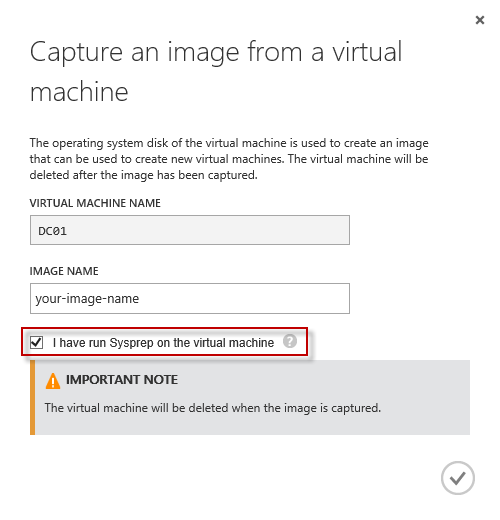 Capture an image from a virtual
machine
The operating system disk of the virtual machine is used to create an image
that can be used to create new virtual machines. The virtual machine will be
deleted after the image has been captured.
VIRTUAL MACHINE NAME
DC01
IMAGE NAME
your-image-name
I have run Sysprep on the virtual machine ?
IMPORTANT NOTE
The virtual machine will be deleted when the image is captured.